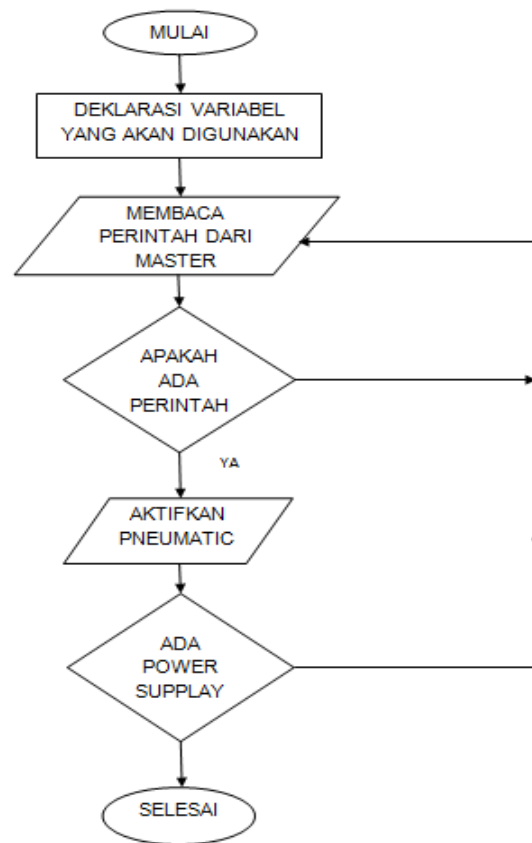 MULAI
DEKLARASI VARIABEL
YANG AKAN DIGUNAKAN
MEMBACA
PERINTAH DARI
MASTER
APAKAH
ADA
PERINTAH
YA
AKTIFKAN
PNEUMATIC
ADA
POWER
SUPPLAY
SELESAI